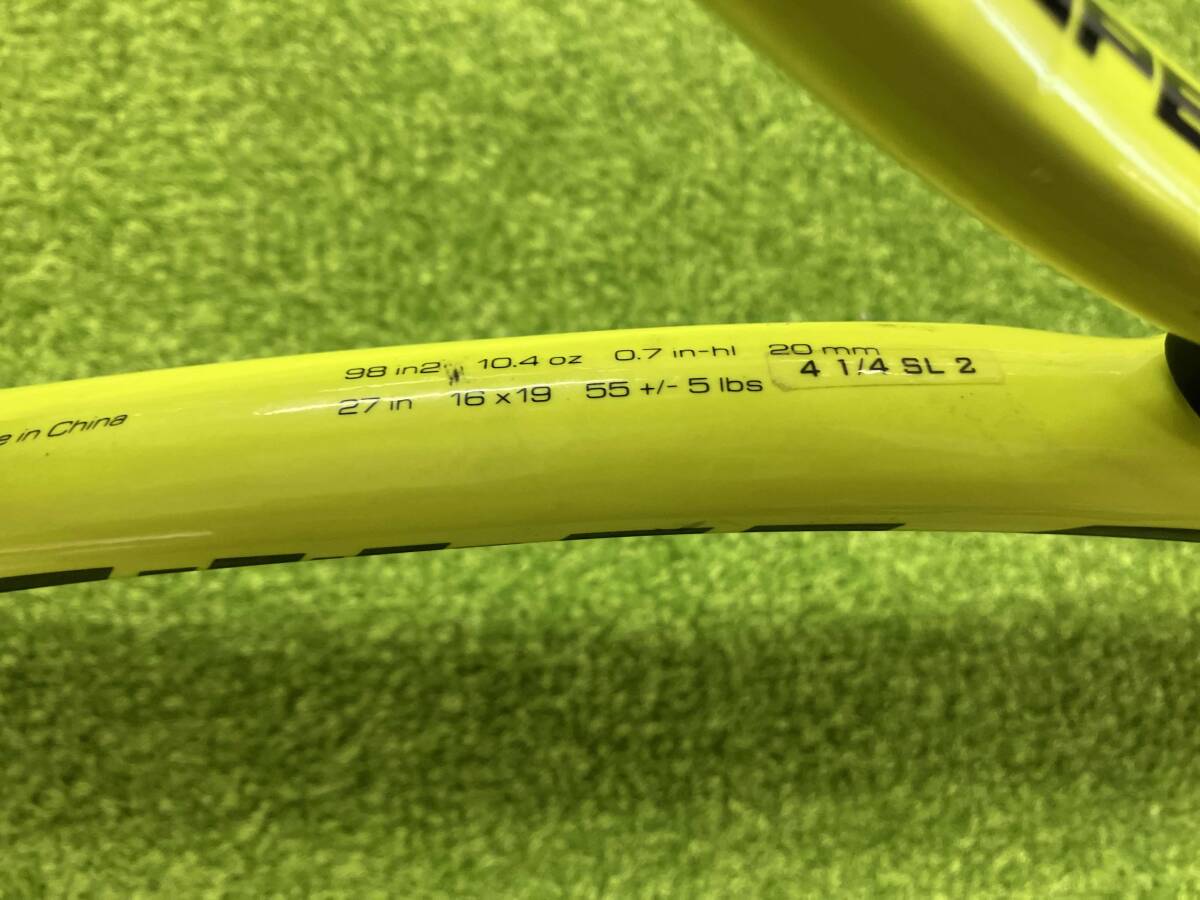 98 in2 10.4 oz 0.7 in-hl 20 mm
27 in 16 x 19 55 +/- 5 lbs
4 1/4 SL 2
in China